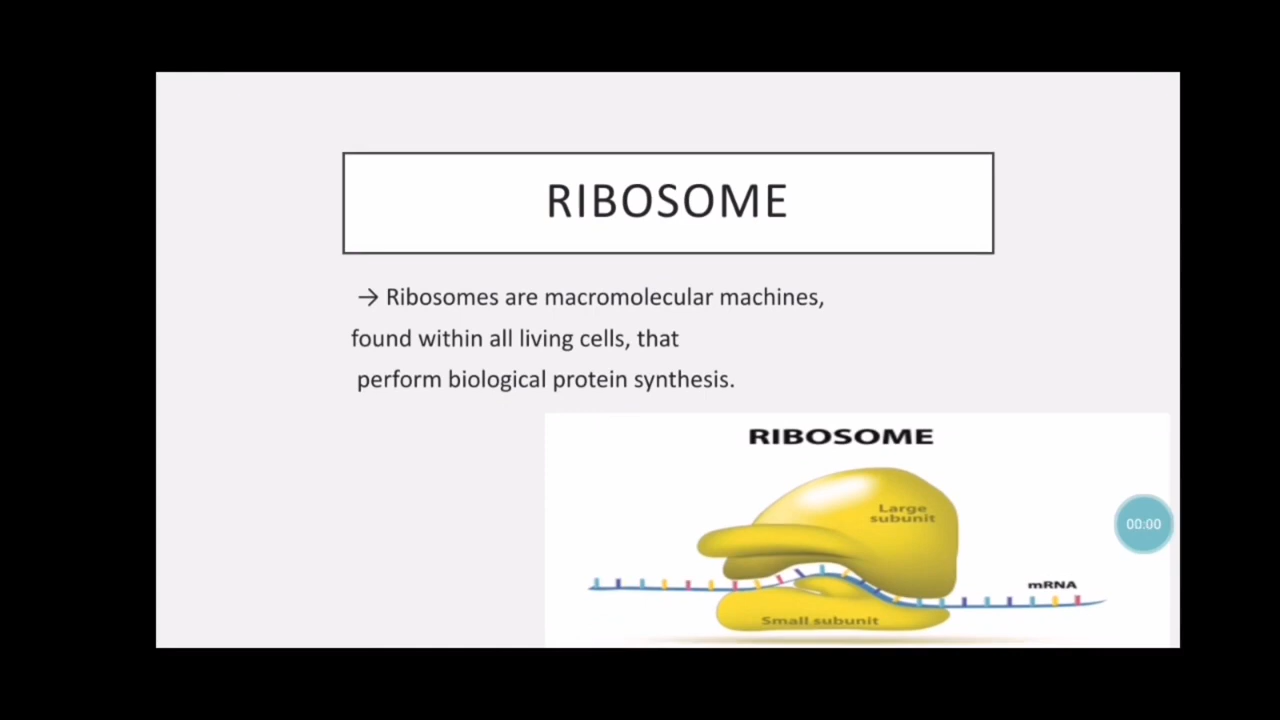 RIBOSOME
→ Ribosomes are macromolecular machines,
found within all living cells, that
perform biological protein synthesis.
RIBOSOME
Large
subunit
00:00
mRNA
Small subunit